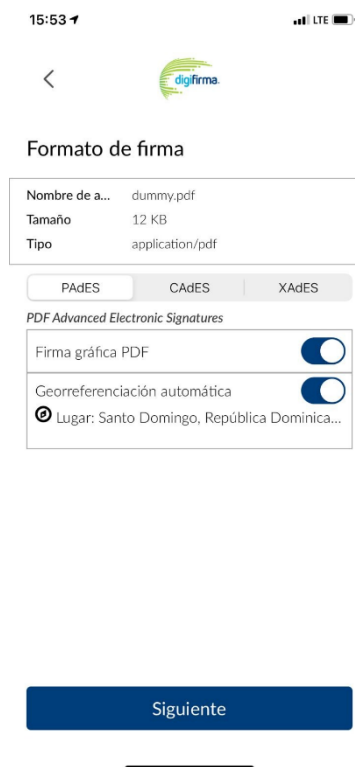 15:53
LTE
digifirma.
Formato de firma
Nombre de a... dummy.pdf
Tamaño 12 KB
Tipo application/pdf
PAdES CAdES XAdES
PDF Advanced Electronic Signatures
Firma gráfica PDF
Georreferenciación automática
Lugar: Santo Domingo, República Dominica...
Siguiente